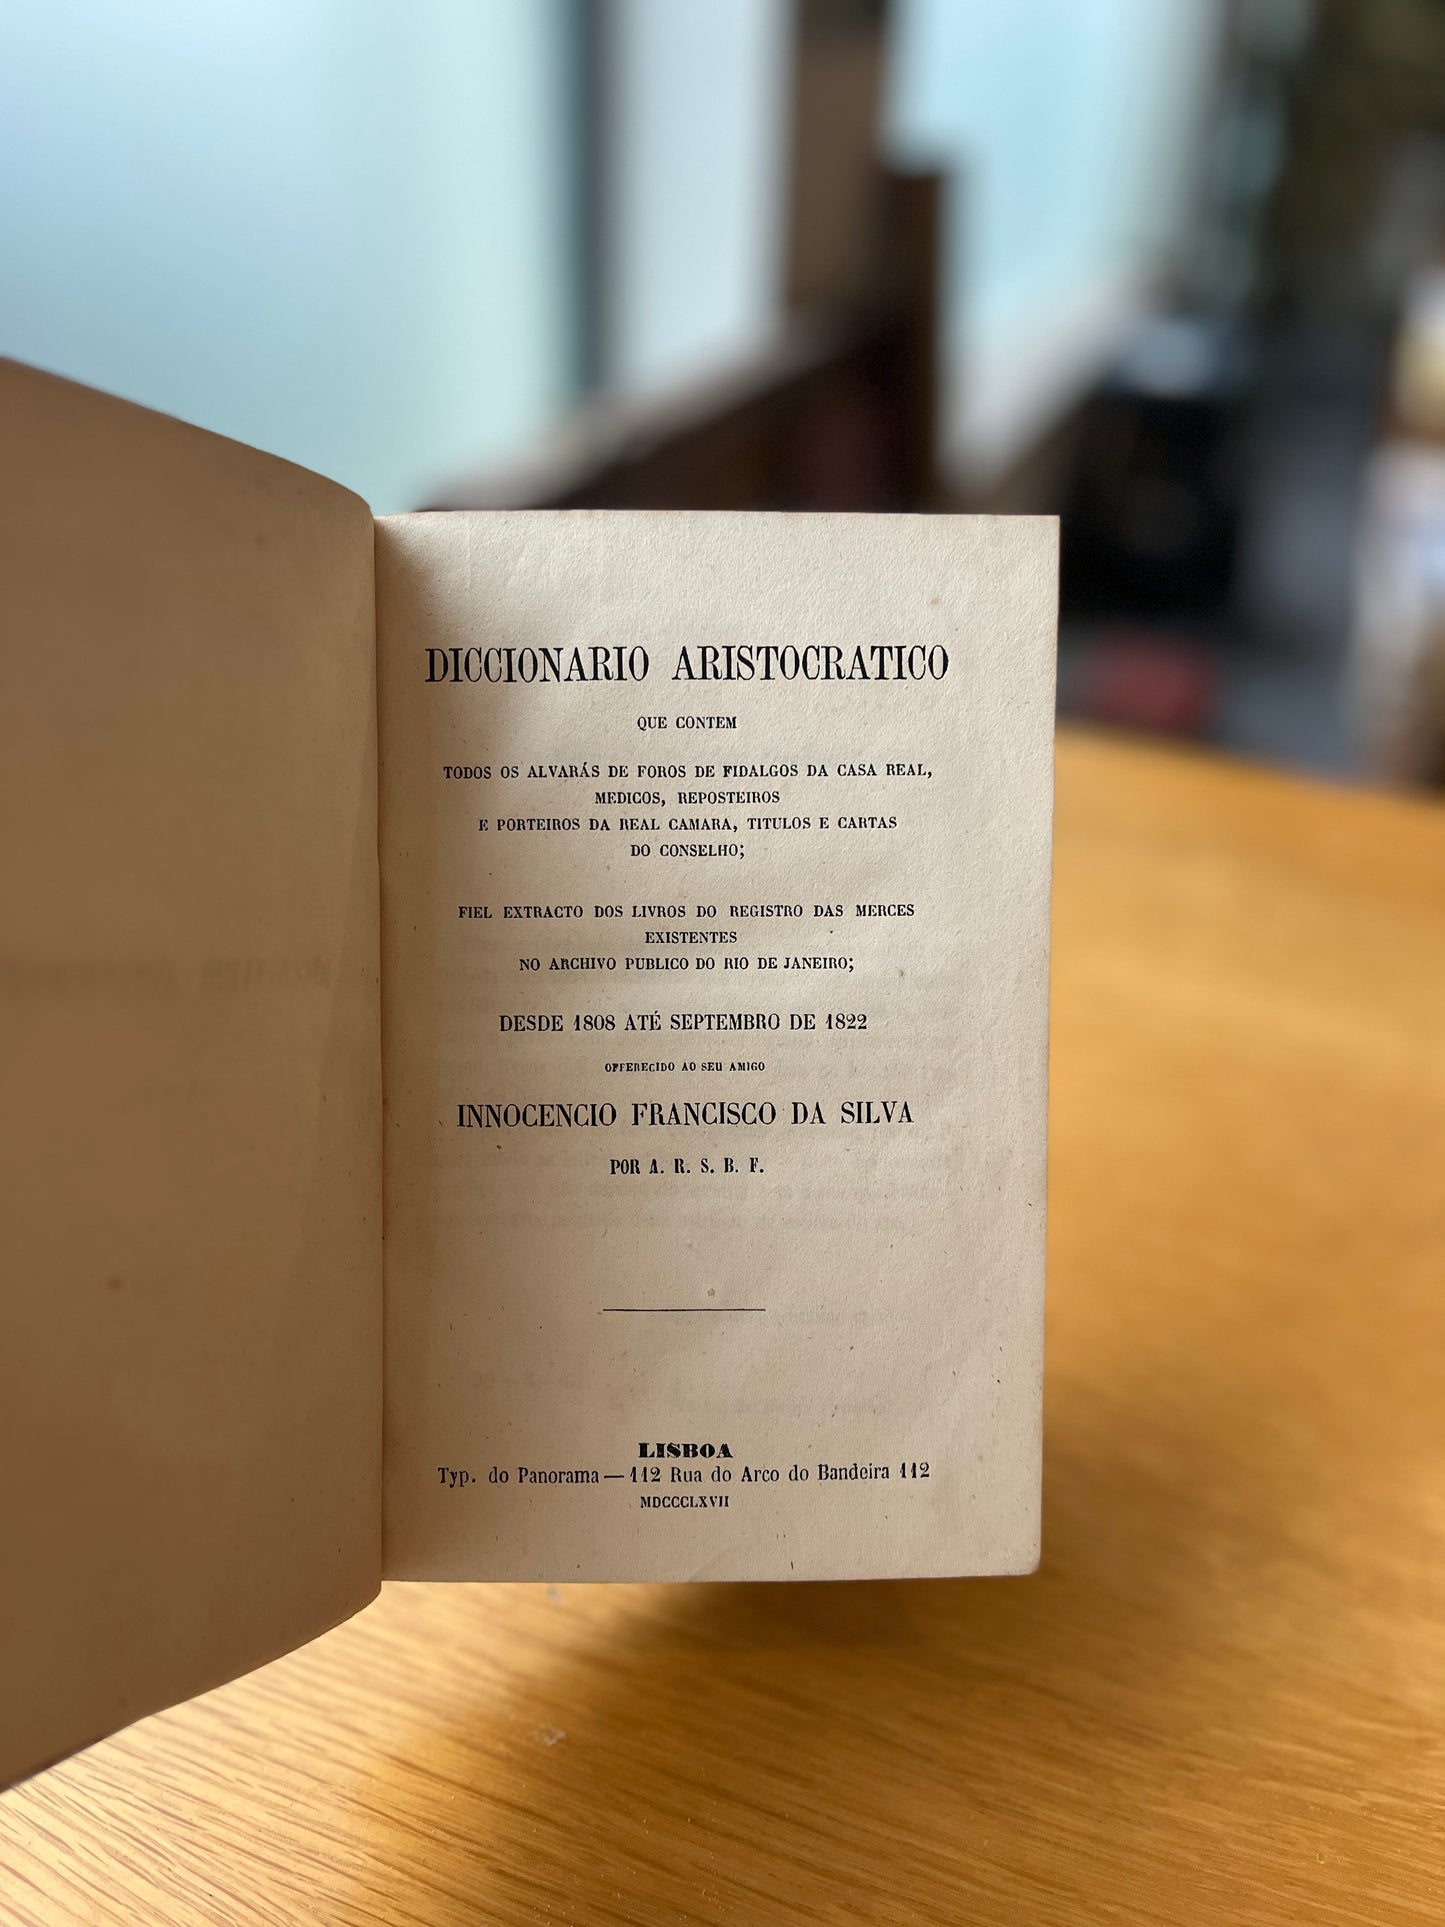 DICCIONARIO ARISTOCRATICO
QUE CONTEM
TODOS OS ALVARÁS DE FOROS DE FIDALGOS DA CASA REAL,
MEDICOS, REPOSTEIROS
E PORTEIROS DA REAL CAMARA, TITULOS E CARTAS
DO CONSELHO;
FIEL EXTRACTO DOS LIVROS DO REGISTRO DAS MERCES
EXISTENTES
NO ARCHIVO PUBLICO DO RIO DE JANEIRO;
DESDE 1808 ATÉ SEPTEMBRO DE 1822
OFFERECIDO AO SEU AMIGO
INNOCENCIO FRANCISCO DA SILVA
POR A. R. S. B. F.
LISBOA
Typ. do Panorama — 112 Rua do Arco do Bandeira 112
MDCCCLXVII